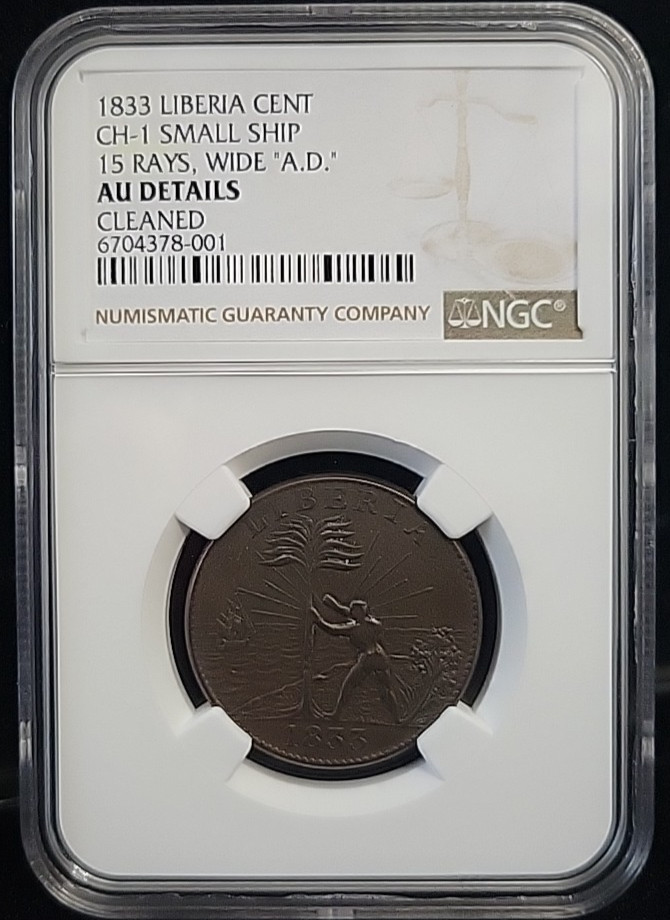 1833 LIBERIA CENT
CH-1 SMALL SHIP
15 RAYS, WIDE "A.D."
AU DETAILS
CLEANED
6704378-001
NUMISMATIC GUARANTY COMPANY
NGC®
LIBERIA
1833